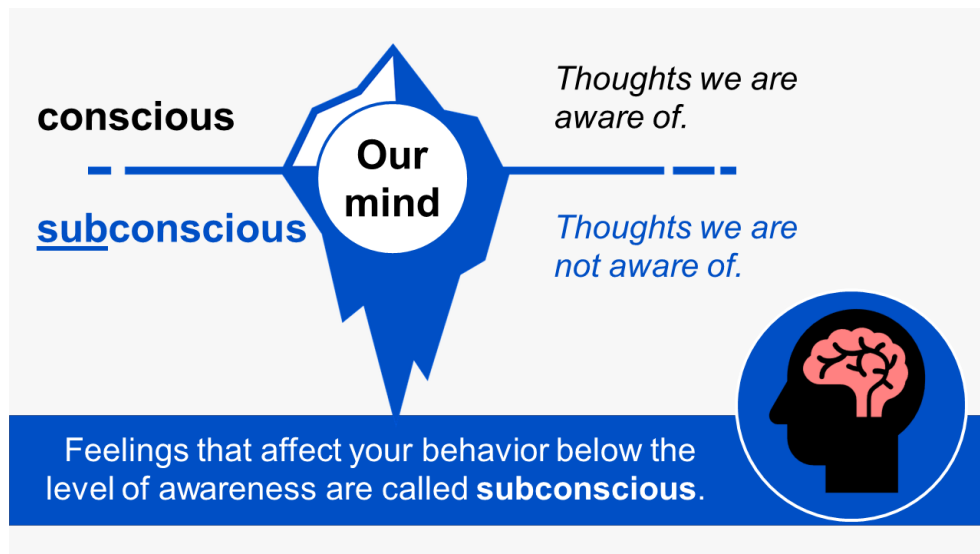 conscious
Thoughts we are
aware of.
Our
mind
subconscious
Thoughts we are
not aware of.
Feelings that affect your behavior below the
level of awareness are called subconscious.